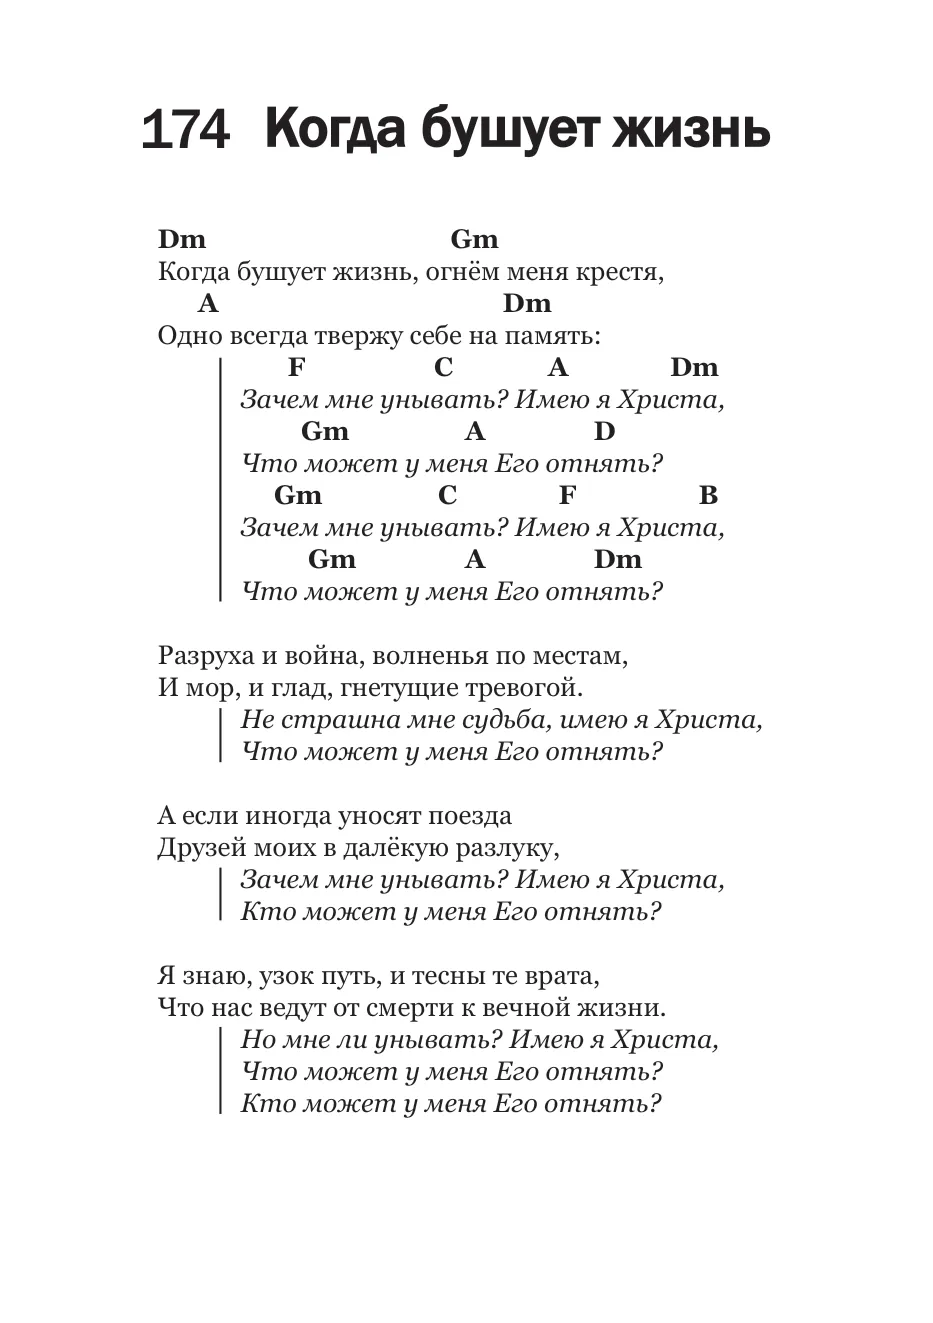 174 Когда бушует жизнь
Dm Gm
Когда бушует жизнь, огнём меня крестя,
A Dm
Одно всегда твержу себе на память:
F C A Dm
Зачем мне унывать? Имею я Христа,
Gm A D
Что может у меня Его отнять?
Gm C F B
Зачем мне унывать? Имею я Христа,
Gm A Dm
Что может у меня Его отнять?
Разруха и война, волненья по местам,
И мор, и глад, гнетущие тревогой.
Не страшна мне судьба, имею я Христа,
Что может у меня Его отнять?
А если иногда уносят поезда
Друзей моих в далёкую разлуку,
Зачем мне унывать? Имею я Христа,
Кто может у меня Его отнять?
Я знаю, узок путь, и тесны те врата,
Что нас ведут от смерти к вечной жизни.
Но мне ли унывать? Имею я Христа,
Что может у меня Его отнять?
Кто может у меня Его отнять?